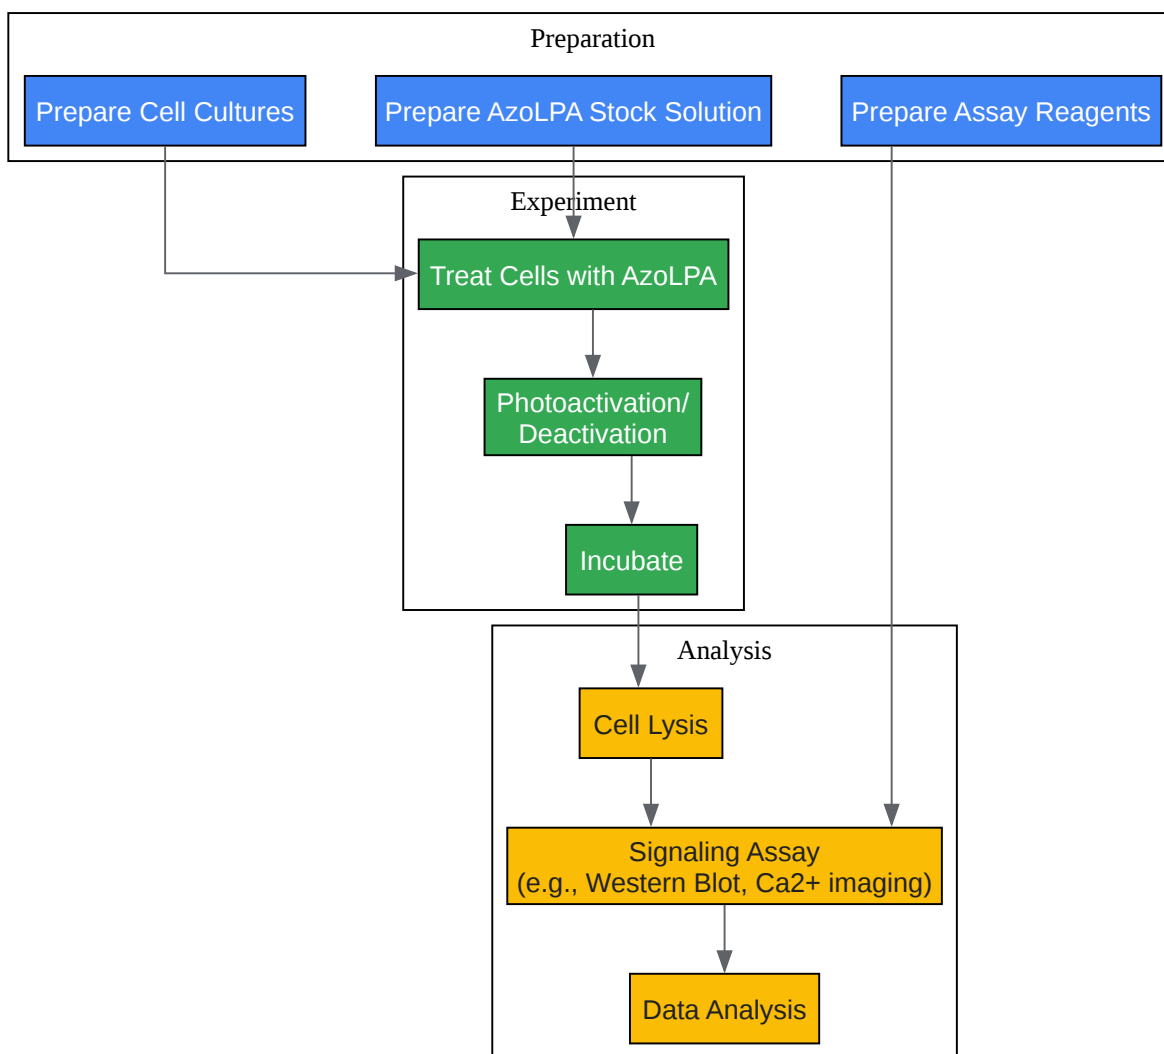 Preparation
Prepare Cell Cultures
Prepare AzoLPA Stock Solution
Prepare Assay Reagents
Experiment
Treat Cells with AzoLPA
Photoactivation/
Deactivation
Incubate
Analysis
Cell Lysis
Signaling Assay
(e.g., Western Blot, Ca2+ imaging)
Data Analysis